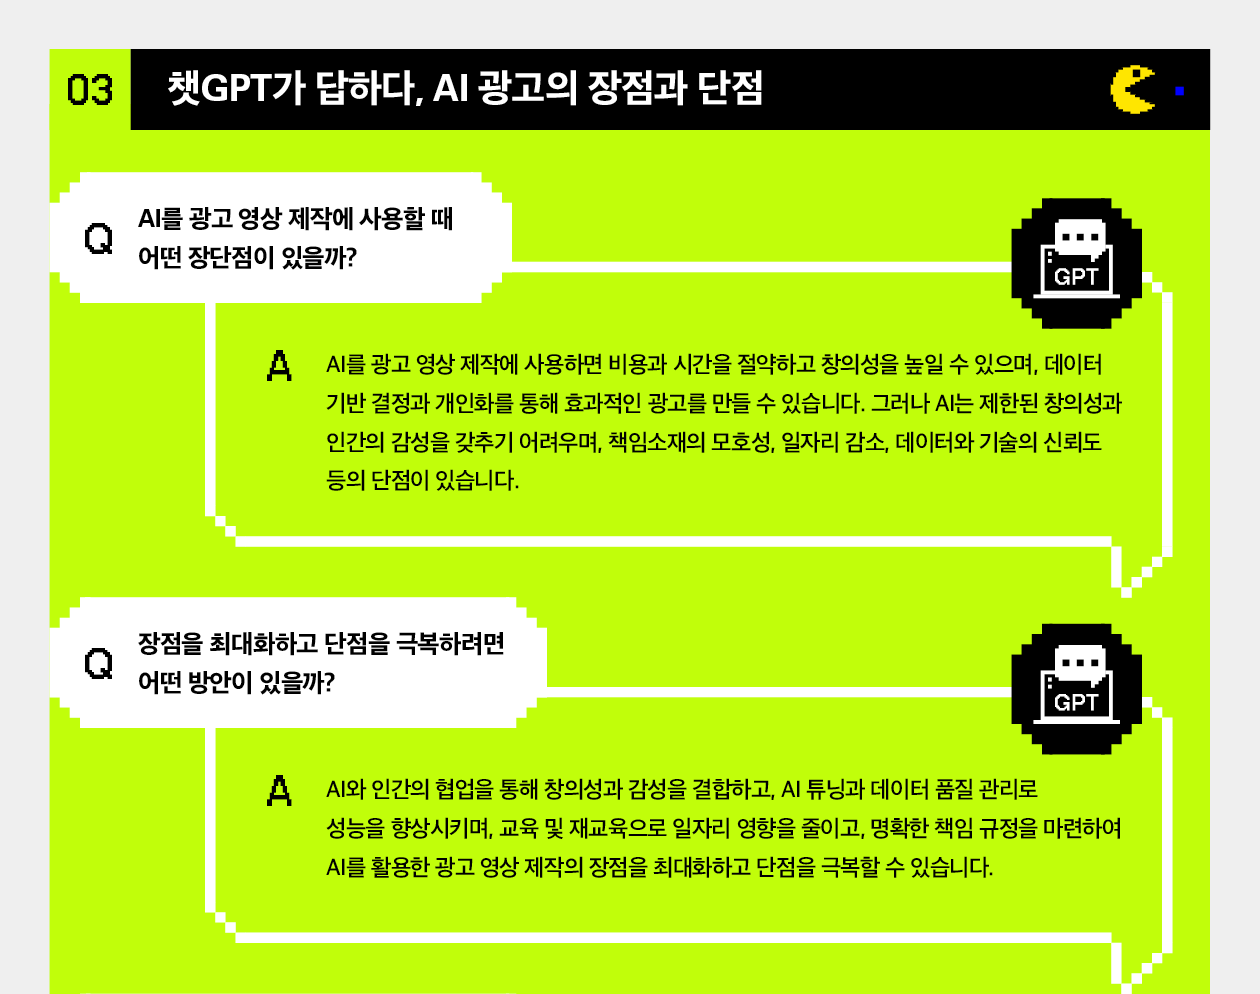 03
챗GPT가 답하다, AI 광고의 장점과 단점
Q
AI를 광고 영상 제작에 사용할 때
어떤 장단점이 있을까?
GPT
A
AI를 광고 영상 제작에 사용하면 비용과 시간을 절약하고 창의성을 높일 수 있으며, 데이터
기반 결정과 개인화를 통해 효과적인 광고를 만들 수 있습니다. 그러나 AI는 제한된 창의성과
인간의 감성을 갖추기 어려우며, 책임소재의 모호성, 일자리 감소, 데이터와 기술의 신뢰도
등의 단점이 있습니다.
Q
장점을 최대화하고 단점을 극복하려면
어떤 방안이 있을까?
GPT
A
AI와 인간의 협업을 통해 창의성과 감성을 결합하고, AI 튜닝과 데이터 품질 관리로
성능을 향상시키며, 교육 및 재교육으로 일자리 영향을 줄이고, 명확한 책임 규정을 마련하여
AI를 활용한 광고 영상 제작의 장점을 최대화하고 단점을 극복할 수 있습니다.